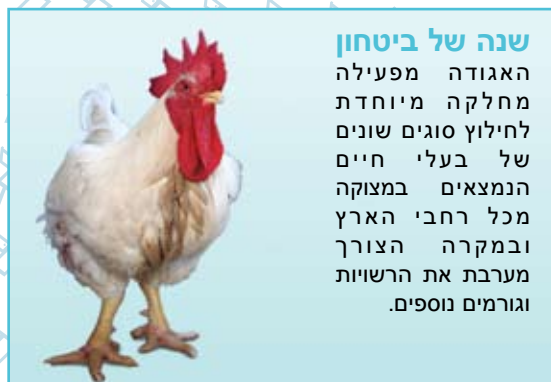 שנה של ביטחון
האגודה מפעילה
מחלקה מיוחדת
לחילוץ סוגים שונים
של בעלי חיים
הנמצאים במצוקה
מכל רחבי הארץ
ובמקרה הצורך
מערבת את הרשויות
וגורמים נוספים.